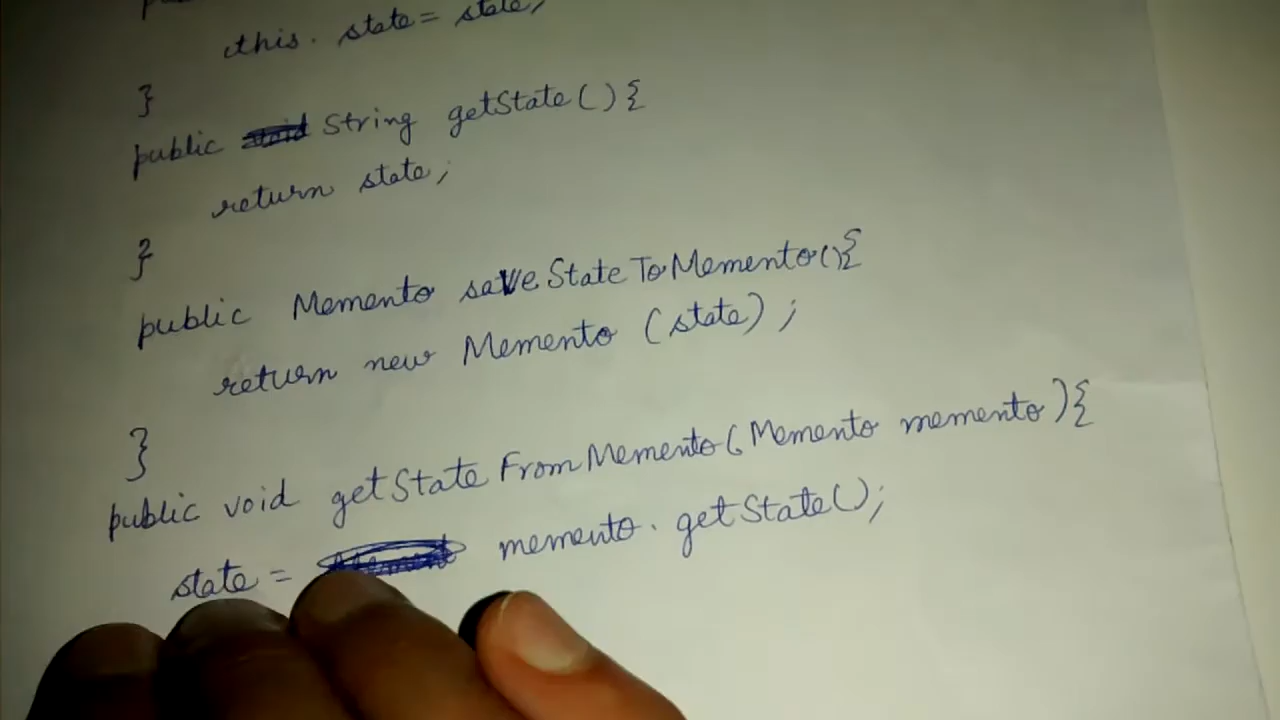 this. state = state;
}
public String getState(){
return state;
}
public Memento saveStateToMemento(){
return new Memento (state);
}
public void getStateFromMemento(Memento memento){
state = memento. getState();